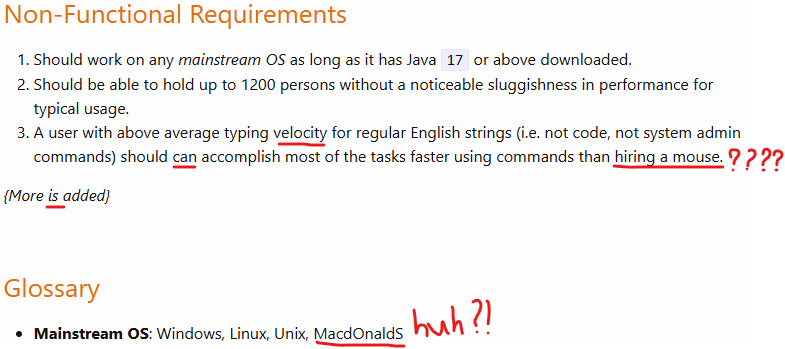 Non-Functional Requirements
1. Should work on any mainstream OS as long as it has Java 17 or above downloaded.
2. Should be able to hold up to 1200 persons without a noticeable sluggishness in performance for
typical usage.
3. A user with above average typing velocity for regular English strings (i.e. not code, not system admin
commands) should can accomplish most of the tasks faster using commands than hiring a mouse. ????
{More is added}
Glossary
• Mainstream OS: Windows, Linux, Unix, MacdOnaldS huh?!